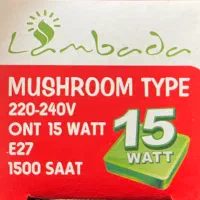 Lambada
MUSHROOM TYPE
220-240V
ONT 15 WATT
E27
1500 SAAT
15
WATT